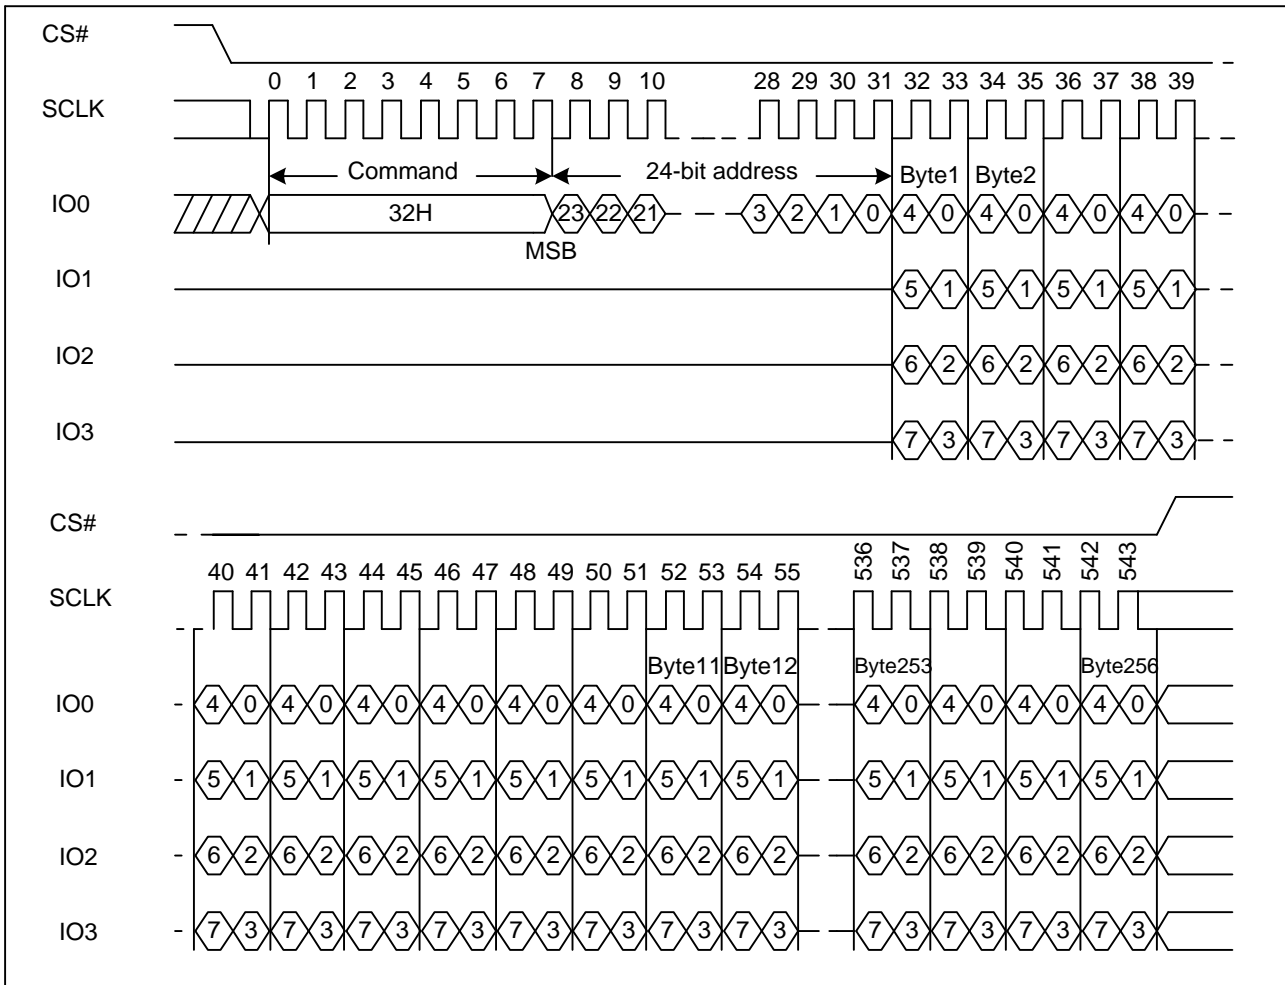 CS#
0 1 2 3 4 5 6 7 8 9 10 28 29 30 31 32 33 34 35 36 37 38 39
SCLK
Command 24-bit address Byte1 Byte2
IO0 32H 23 22 21 3 2 1 0 4 0 4 0 4 0 4 0
MSB
IO1 5 1 5 1 5 1 5 1
IO2 6 2 6 2 6 2 6 2
IO3 7 3 7 3 7 3 7 3
CS#
40 41 42 43 44 45 46 47 48 49 50 51 52 53 54 55 536 537 538 539 540 541 542 543
SCLK
Byte11 Byte12 Byte253 Byte256
IO0 4 0 4 0 4 0 4 0 4 0 4 0 4 0 4 0 4 0 4 0 4 0 4 0
IO1 5 1 5 1 5 1 5 1 5 1 5 1 5 1 5 1 5 1 5 1 5 1 5 1
IO2 6 2 6 2 6 2 6 2 6 2 6 2 6 2 6 2 6 2 6 2 6 2 6 2
IO3 7 3 7 3 7 3 7 3 7 3 7 3 7 3 7 3 7 3 7 3 7 3 7 3